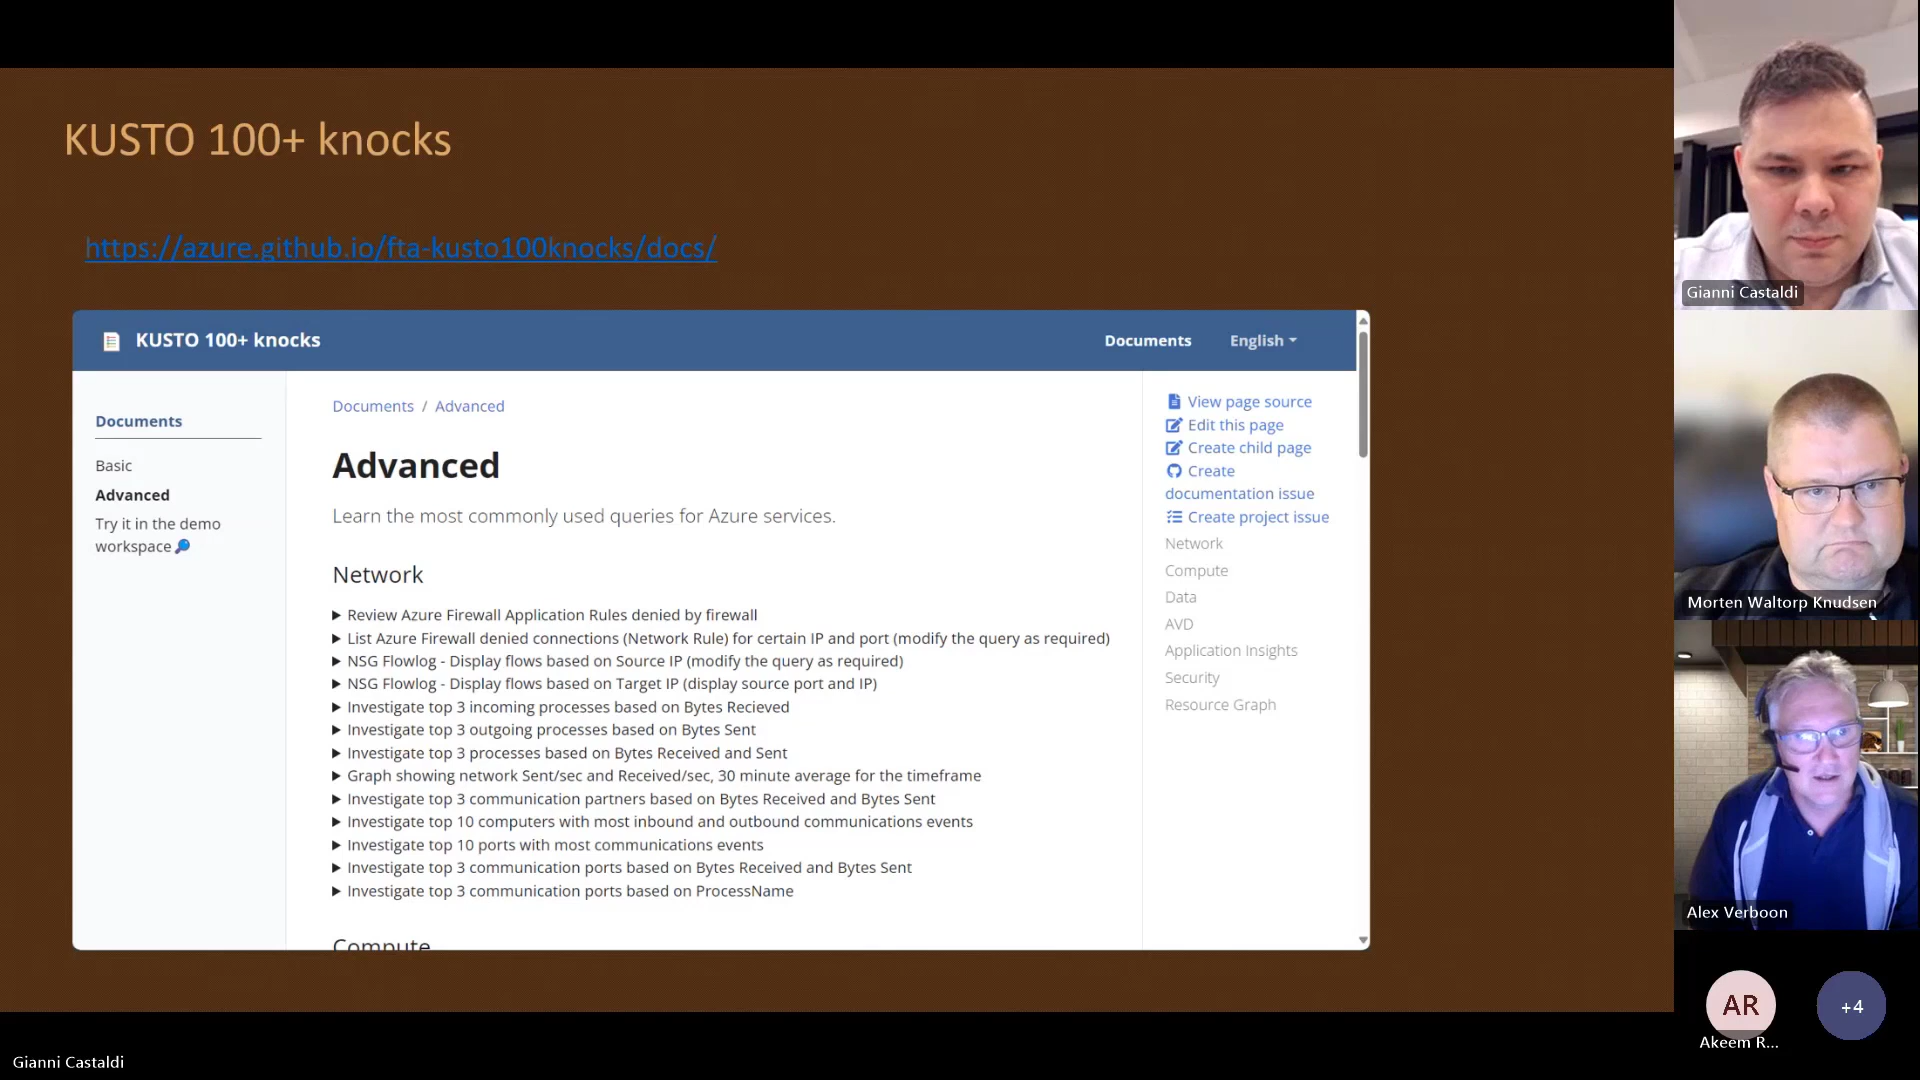 KUSTO 100+ knocks
https://azure.github.io/fta-kusto100knocks/docs/
KUSTO 100+ knocks
Documents
English
Documents
Basic
Advanced
Try it in the demo
workspace
Documents / Advanced
Advanced
Learn the most commonly used queries for Azure services.
Network
Review Azure Firewall Application Rules denied by firewall
List Azure Firewall denied connections (Network Rule) for certain IP and port (modify the query as required)
NSG Flowlog - Display flows based on Source IP (modify the query as required)
NSG Flowlog - Display flows based on Target IP (display source port and IP)
Investigate top 3 incoming processes based on Bytes Recieved
Investigate top 3 outgoing processes based on Bytes Sent
Investigate top 3 processes based on Bytes Received and Sent
Graph showing network Sent/sec and Received/sec, 30 minute average for the timeframe
Investigate top 3 communication partners based on Bytes Received and Bytes Sent
Investigate top 10 computers with most inbound and outbound communications events
Investigate top 10 ports with most communications events
Investigate top 3 communication ports based on Bytes Received and Bytes Sent
Investigate top 3 communication ports based on ProcessName
Compute
View page source
Edit this page
Create child page
Create
documentation issue
Create project issue
Network
Compute
Data
AVD
Application Insights
Security
Resource Graph
Gianni Castaldi
Morten Waltorp Knudsen
Alex Verboon
AR
+4
Akeem R...
Gianni Castaldi